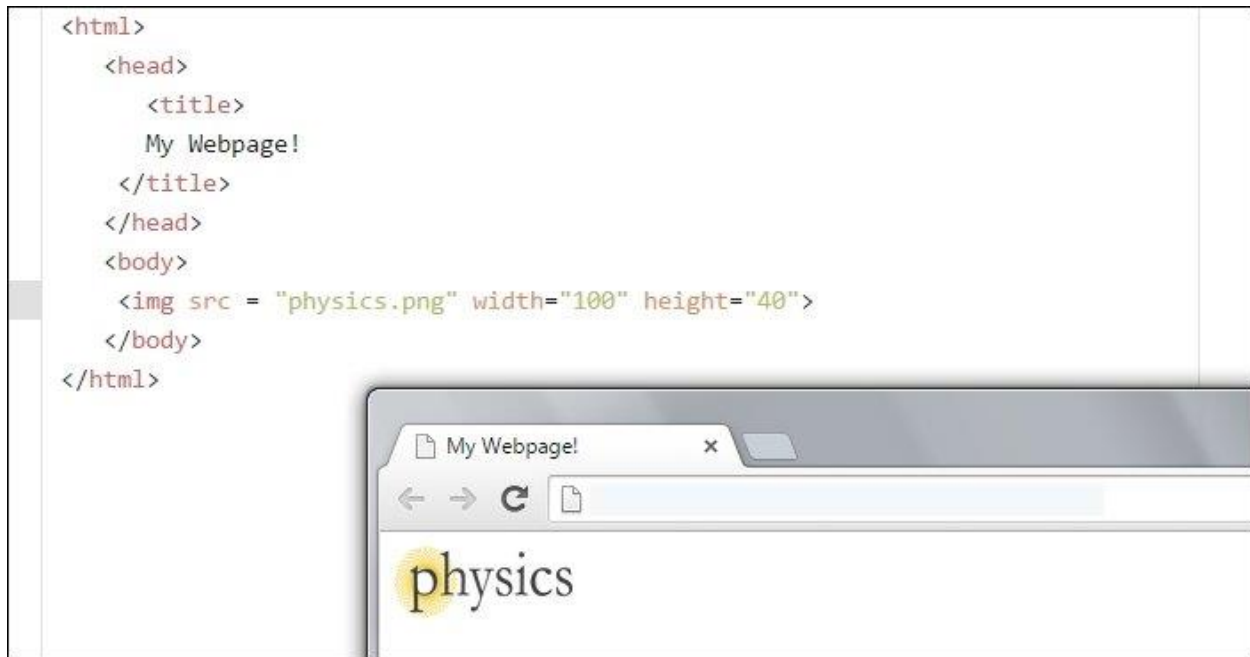 <html>
<head>
<title>
My Webpage!
</title>
</head>
<body>
<img src = "physics.png" width="100" height="40">
</body>
</html>
My Webpage!
physics